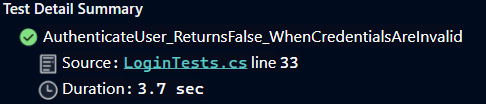 Test Detail Summary
AuthenticateUser_ReturnsFalse_WhenCredentialsAreInvalid
Source: LoginTests.cs line 33
Duration: 3.7 sec